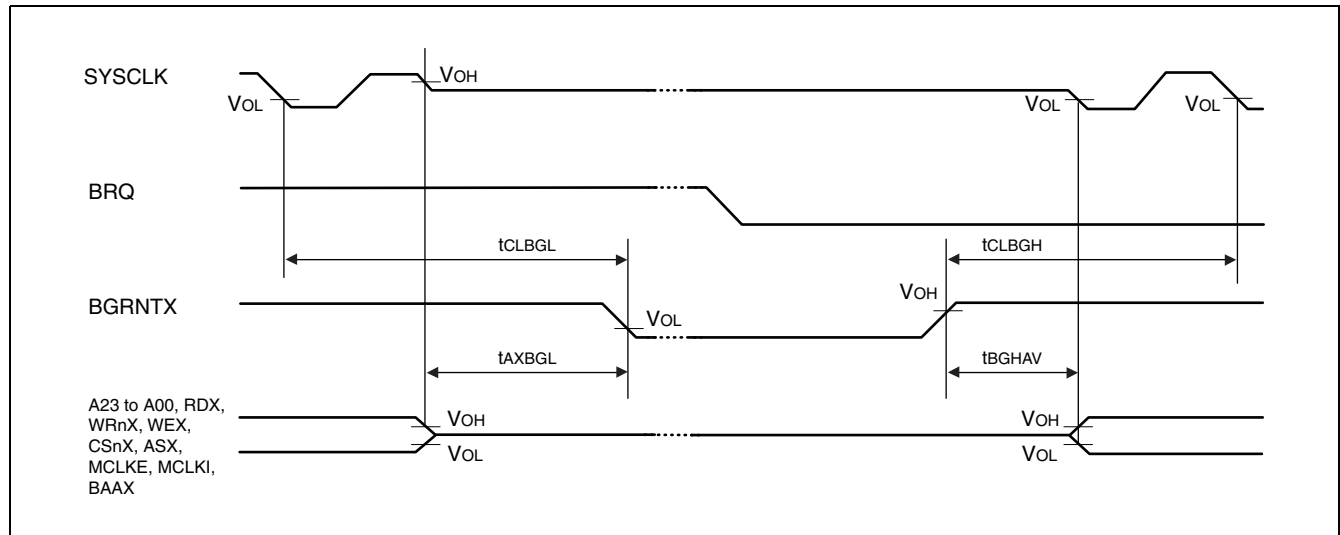 SYSCLK
VOH
VOL
VOL
VOL
BRQ
tCLBGL
tCLBGH
BGRNTX
VOH
VOL
tAXBGL
tBGHAV
A23 to A00, RDX,
WRnX, WEX,
CSnX, ASX,
MCLKE, MCLKI,
BAAX
VOH
VOL
VOH
VOL